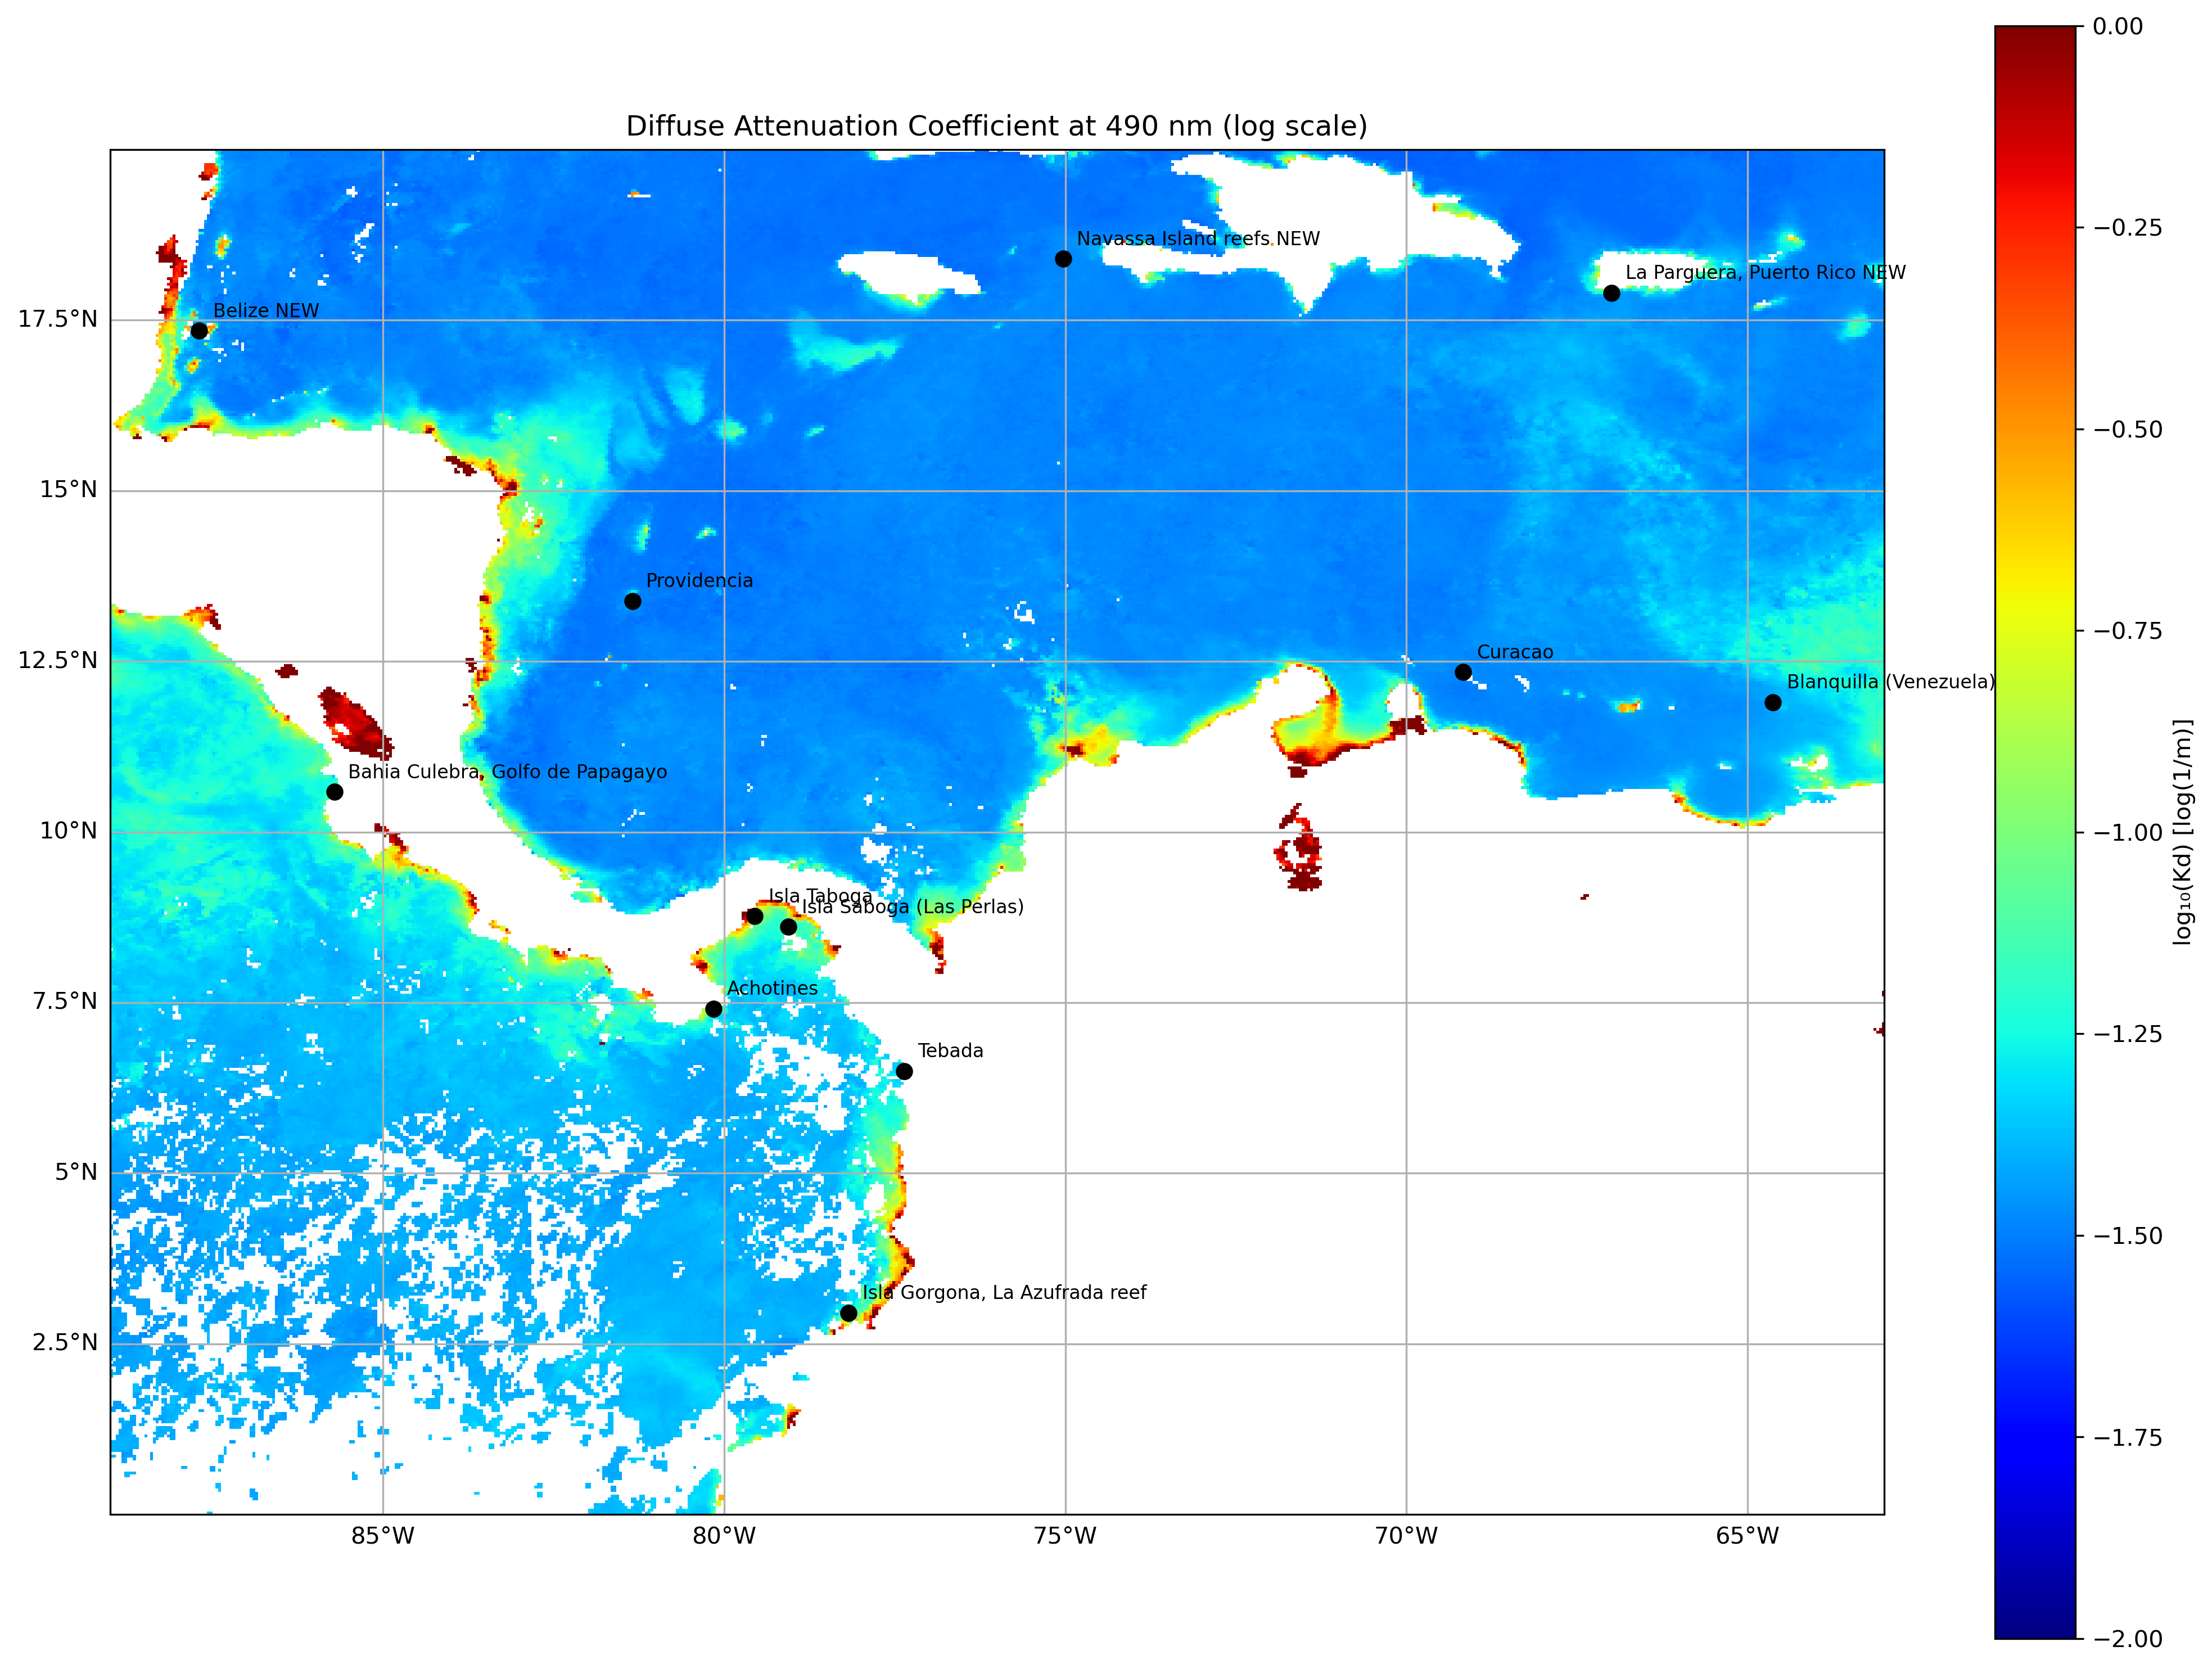 Diffuse Attenuation Coefficient at 490 nm (log scale)
0.00
−0.25
−0.50
−0.75
−1.00
−1.25
−1.50
−1.75
−2.00
log₁₀(Kd) [log(1/m)]
17.5°N
15°N
12.5°N
10°N
7.5°N
5°N
2.5°N
85°W
80°W
75°W
70°W
65°W
Navassa Island reefs NEW
La Parguera, Puerto Rico NEW
Belize NEW
Providencia
Curacao
Blanquilla (Venezuela)
Bahia Culebra, Golfo de Papagayo
Isla Taboga
Isla Saboga (Las Perlas)
Achotines
Tebada
Isla Gorgona, La Azufrada reef